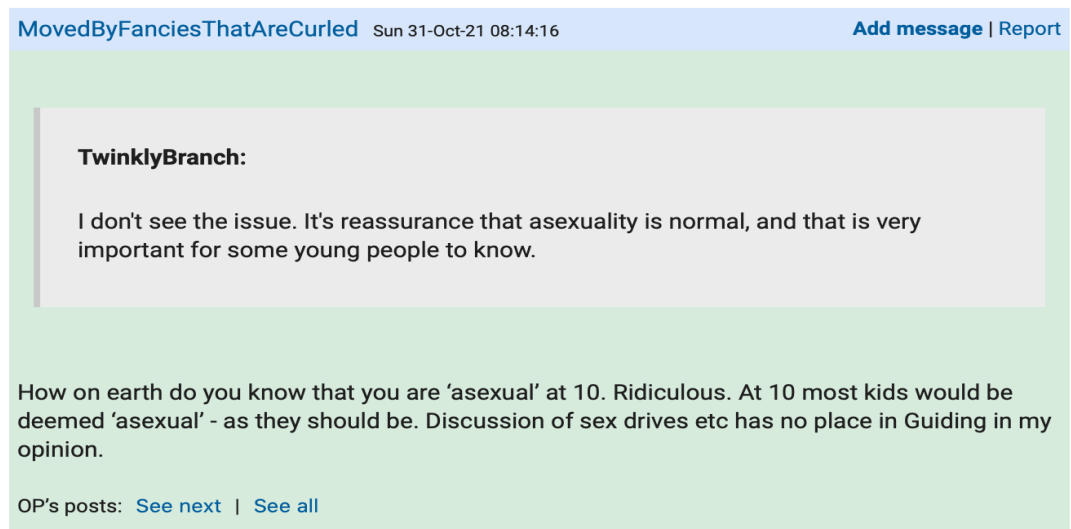 MovedByFanciesThatAreCurled Sun 31-Oct-21 08:14:16 Add message | Report
TwinklyBranch:
I don't see the issue. It's reassurance that asexuality is normal, and that is very
important for some young people to know.
How on earth do you know that you are ‘asexual’ at 10. Ridiculous. At 10 most kids would be
deemed ‘asexual’ - as they should be. Discussion of sex drives etc has no place in Guiding in my
opinion.
OP’s posts: See next | See all